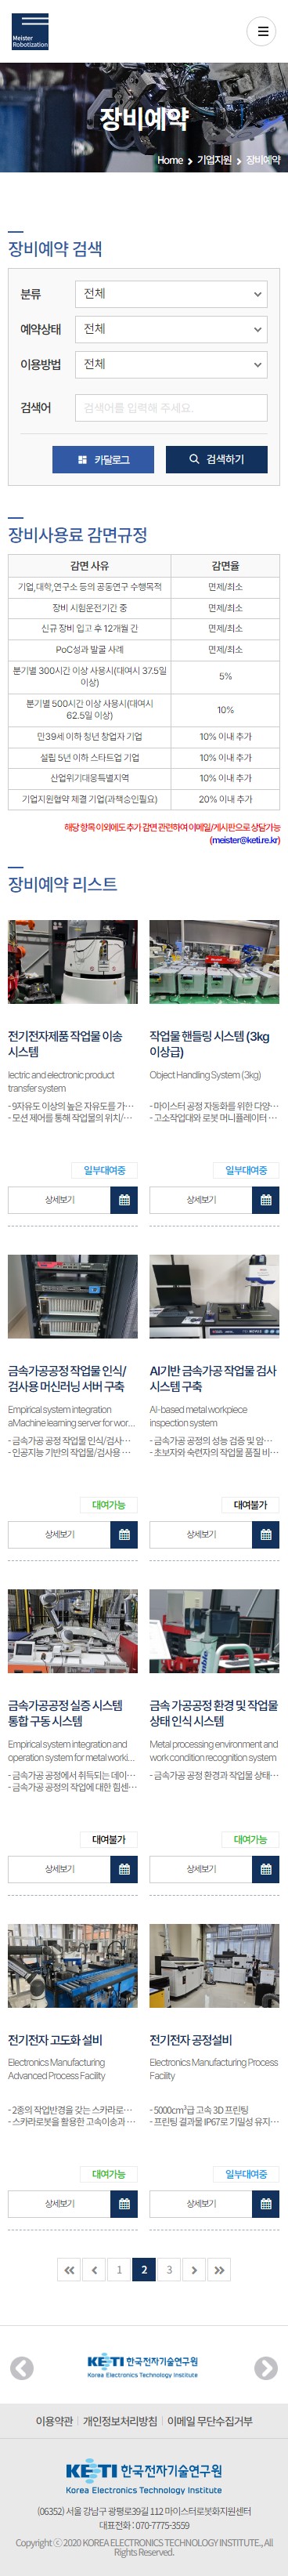 Meister
Robotization
장비예약
Home > 기업지원 > 장비예약
장비예약 검색
분류 전체
예약상태 전체
이용방법 전체
검색어 검색어를 입력해 주세요.
카달로그 검색하기
장비사용료 감면규정
감면 사유 감면율
기업,대학,연구소 등의 공동연구 수행목적 면제/최소
장비 시험운전기간 중 면제/최소
신규 장비 입고 후 12개월 간 면제/최소
PoC성과 발굴 사례 면제/최소
분기별 300시간 이상 사용시(대여시 37.5일
이상) 5%
분기별 500시간 이상 사용시(대여시
62.5일 이상) 10%
만39세 이하 청년 창업자 기업 10% 이내 추가
설립 5년 이하 스타트업 기업 10% 이내 추가
산업위기대응특별지역 10% 이내 추가
기업지원협약 체결 기업(과책승인필요) 20% 이내 추가
해당 항목 이외에도 추가 감면 관련하여 이메일/게시판으로 상담가능
(meister@keti.re.kr)
장비예약 리스트
전기전자제품 작업물 이송
시스템
lectric and electronic product
transfer system
- 9자유도 이상의 높은 자유도를 가…
- 모션 제어를 통해 작업물의 위치/…
일부대여중
상세보기
작업물 핸들링 시스템 (3kg
이상급)
Object Handling System (3kg)
- 마이스터 공정 자동화를 위한 다양…
- 고소작업대와 로봇 머니퓰레이터 …
일부대여중
상세보기
금속가공공정 작업물 인식/
검사용 머신러닝 서버 구축
Empirical system integration
aMachine learning server for wor…
- 금속가공 공정 작업물 인식/검사…
- 인공지능 기반의 작업물/검사용 …
대여가능
상세보기
AI기반 금속가공 작업물 검사
시스템 구축
AI-based metal workpiece
inspection system
- 금속가공 공정의 성능 검증 및 암…
- 초보자와 숙련자의 작업물 품질 비…
대여불가
상세보기
금속가공공정 실증 시스템
통합 구동 시스템
Empirical system integration and
operation system for metal worki…
- 금속가공 공정에서 취득되는 데이…
- 금속가공 공정의 작업에 대한 힘센…
대여불가
상세보기
금속 가공공정 환경 및 작업물
상태 인식 시스템
Metal processing environment and
work condition recognition system
- 금속가공 공정 환경과 작업물 상태…
대여가능
상세보기
전기전자 고도화 설비
Electronics Manufacturing
Advanced Process Facility
- 2종의 작업반경을 갖는 스카라로…
- 스카라로봇을 활용한 고속이송과 …
대여가능
상세보기
전기전자 공정설비
Electronics Manufacturing Process
Facility
- 5000cm³급 고속 3D 프린팅
- 프린팅 결과물 IP67로 기밀성 유지…
일부대여중
상세보기
1 2 3
KETI 한국전자기술연구원
Korea Electronics Technology Institute
이용약관 | 개인정보처리방침 | 이메일 무단수집거부
KETI 한국전자기술연구원
Korea Electronics Technology Institute
(06352) 서울 강남구 광평로39길 112 마이스터로봇화지원센터
대표전화 : 070-7775-3559
Copyright ⓒ 2020 KOREA ELECTRONICS TECHNOLOGY INSTITUTE., All
Rights Reserved.